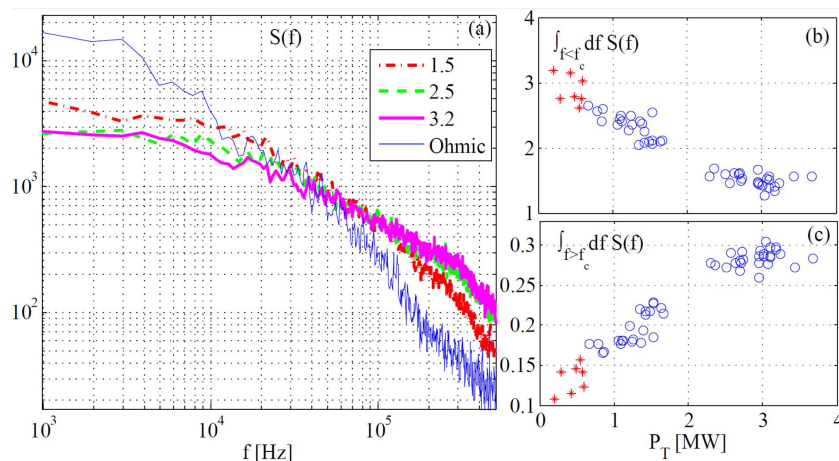 S(f)
(a)
1.5
2.5
3.2
Ohmic
10^4
10^3
10^2
10^3
10^4
10^5
f [Hz]
∫_{f<f_c} df S(f)
(b)
4
3
2
1
∫_{f>f_c} df S(f)
(c)
0.3
0.25
0.2
0.15
0.1
0
1
2
3
4
P_T [MW]